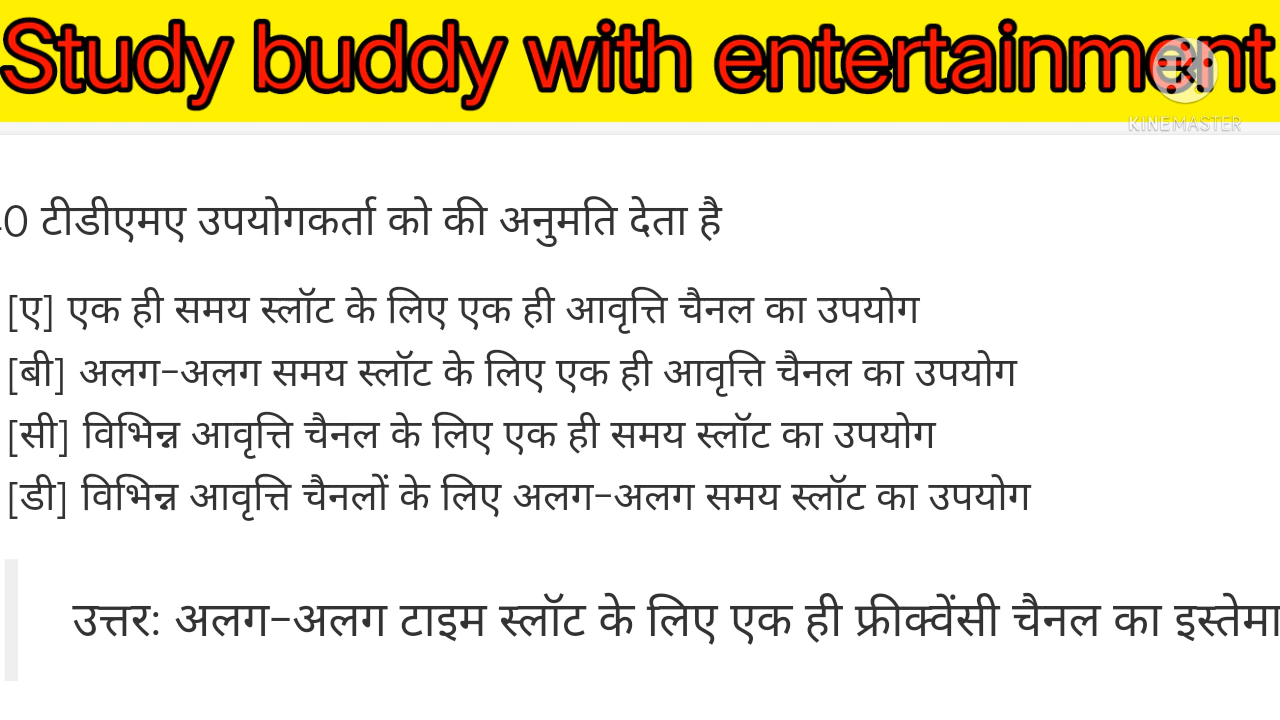 Study buddy with entertainment
KINEMASTER
0 टीडीएमए उपयोगकर्ता को की अनुमति देता है
[ए] एक ही समय स्लॉट के लिए एक ही आवृत्ति चैनल का उपयोग
[बी] अलग-अलग समय स्लॉट के लिए एक ही आवृत्ति चैनल का उपयोग
[सी] विभिन्न आवृत्ति चैनल के लिए एक ही समय स्लॉट का उपयोग
[डी] विभिन्न आवृत्ति चैनलों के लिए अलग-अलग समय स्लॉट का उपयोग
उत्तर: अलग-अलग टाइम स्लॉट के लिए एक ही फ्रीक्वेंसी चैनल का